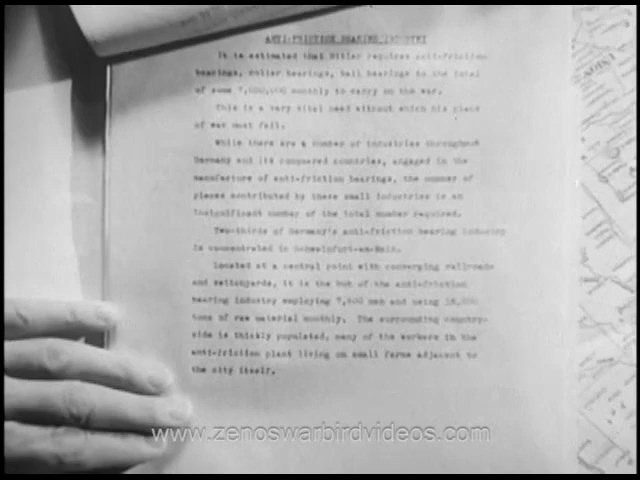 ANTI-FRICTION BEARING INDUSTRY
It is estimated that Hitler requires anti-friction
bearings, roller bearings, ball bearings to the total
of some 7,000,000 monthly to carry on the war.
This is a very vital need without which his plans
of war must fail.
While there are a number of industries throughout
Germany and its conquered countries, engaged in the
manufacture of anti-friction bearings, the number of
pieces contributed by these small industries is an
insignificant number of the total number required.
Two-thirds of Germany's anti-friction bearing industry
is concentrated in Schweinfurt-am-Main.
Located at a central point with converging railroads
and switchyards, it is the hub of the anti-friction
bearing industry employing 7,600 men and using
tons of raw material monthly. The surrounding country-
side is thickly populated, many of the workers in the
anti-friction plant living on small farms adjacent to
the city itself.
www.zenoswarbirdvideos.com